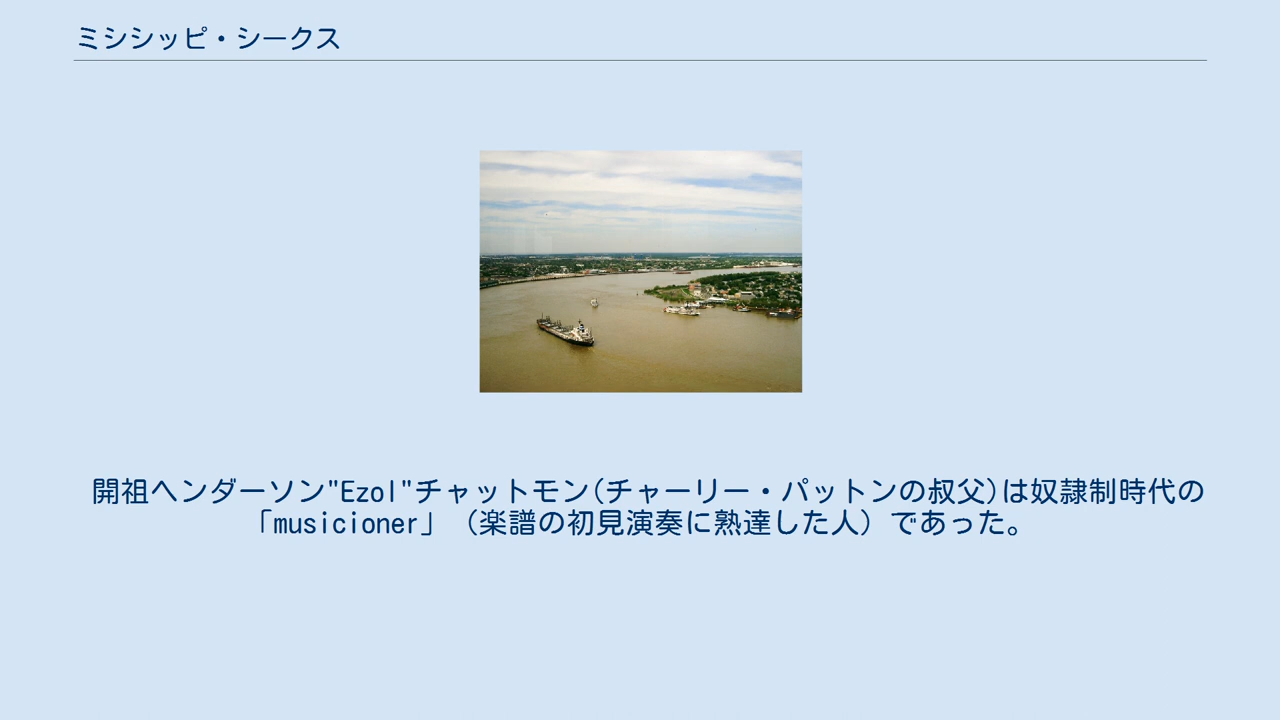 ミシシッピ・シークス
開祖ヘンダーソン"Ezol"チャットモン(チャーリー・パットンの叔父)は奴隷制時代の
「musicioner」（楽譜の初見演奏に熟達した人）であった。